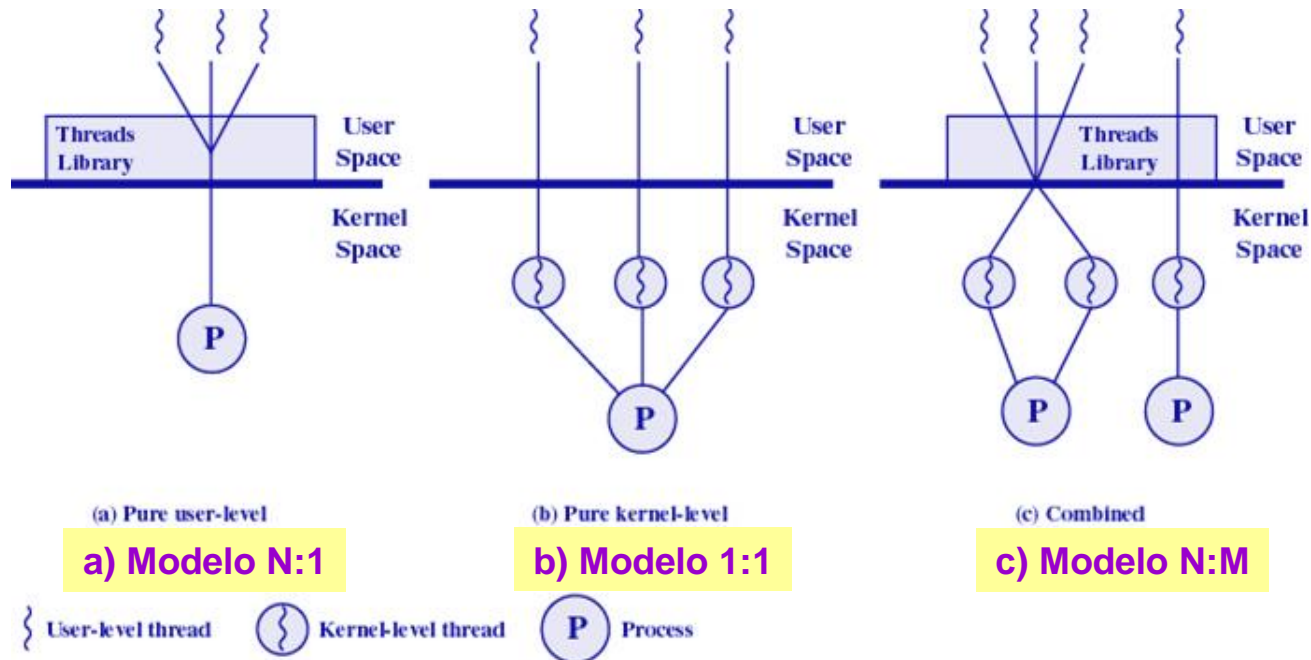 Threads
Library
User
Space
Kernel
Space
P
(a) Pure user-level
a) Modelo N:1
User
Space
Kernel
Space
P
(b) Pure kernel-level
b) Modelo 1:1
Threads
Library
User
Space
Kernel
Space
P
P
(c) Combined
c) Modelo N:M
User-level thread
Kernel-level thread
P
Process